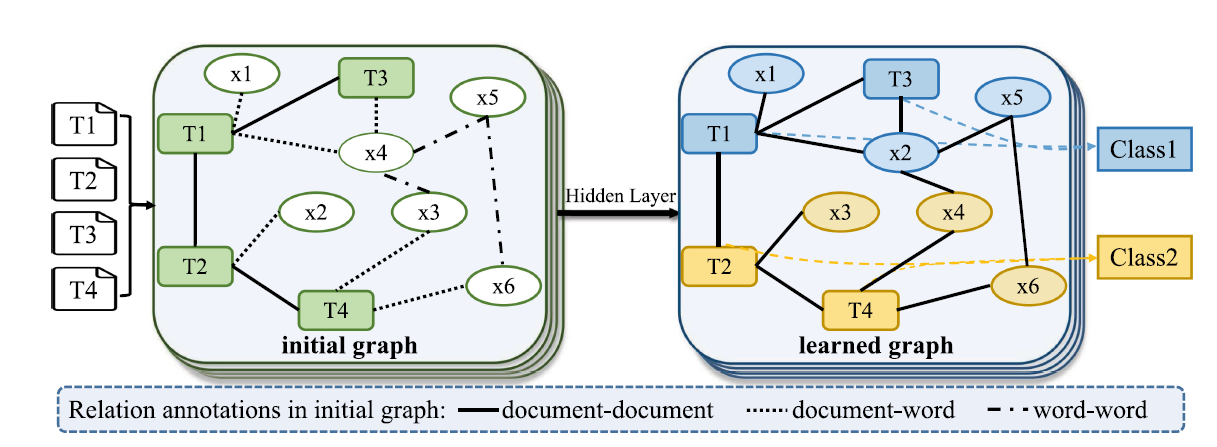 T1
T2
T3
T4
x1
T3
x5
T1
x4
x2
x3
T2
x6
T4
initial graph
Hidden Layer
x1
T3
x5
T1
x2
x3
x4
T2
x6
T4
learned graph
Class1
Class2
Relation annotations in initial graph: document-document document-word word-word